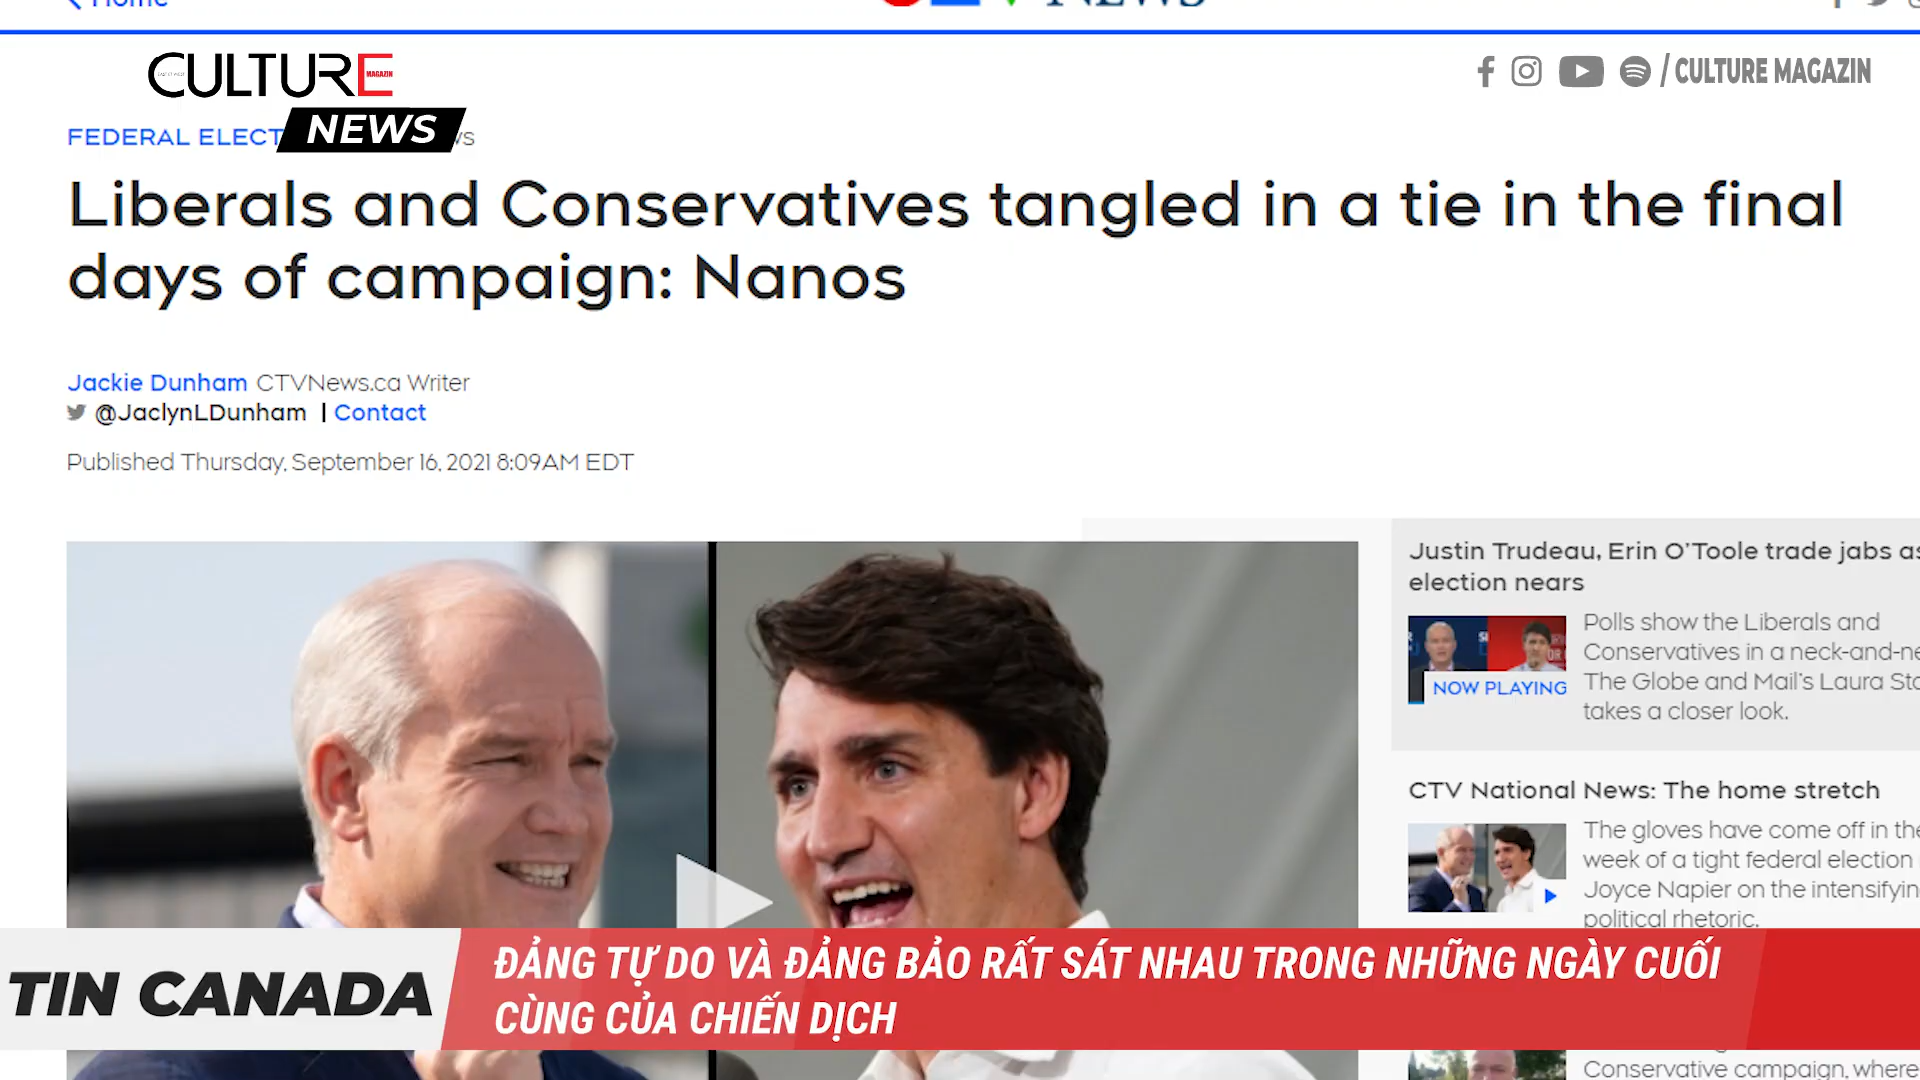 Home
NEWS
CULTURE
MAGAZIN
NEWS
/ CULTURE MAGAZIN
FEDERAL ELECT
Liberals and Conservatives tangled in a tie in the final
days of campaign: Nanos
Jackie Dunham CTVNews.ca Writer
@JaclynLDunham | Contact
Published Thursday, September 16, 2021 8:09AM EDT
Justin Trudeau, Erin O'Toole trade jabs as
election nears
Polls show the Liberals and
Conservatives in a neck-and-ne
The Globe and Mail's Laura Sto
takes a closer look.
NOW PLAYING
CTV National News: The home stretch
The gloves have come off in the
week of a tight federal election
Joyce Napier on the intensifyin
political rhetoric.
Conservative campaign, where
TIN CANADA
ĐẢNG TỰ DO VÀ ĐẢNG BẢO RẤT SÁT NHAU TRONG NHỮNG NGÀY CUỐI
CÙNG CỦA CHIẾN DỊCH